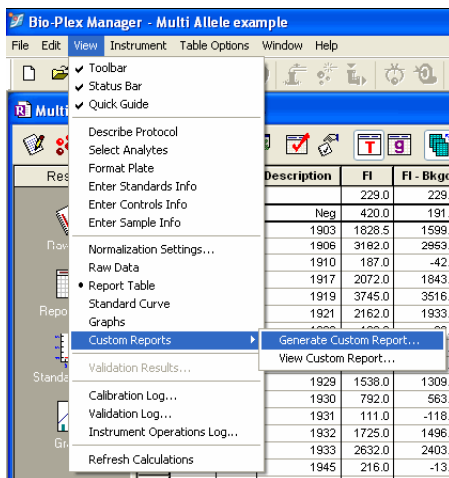 Bio-Plex Manager - Multi Allele example
File Edit View Instrument Table Options Window Help
Toolbar
Status Bar
Quick Guide
Describe Protocol
Select Analytes
Format Plate
Enter Standards Info
Enter Controls Info
Enter Sample Info
Normalization Settings...
Raw Data
Report Table
Standard Curve
Graphs
Custom Reports
Generate Custom Report...
View Custom Report...
Validation Results...
Calibration Log...
Validation Log...
Instrument Operations Log...
Refresh Calculations
R Multi
T g
Description FI FI - Bkgd
229.0 229.
Neg 420.0 191.
1903 1828.5 1599.
1906 3182.0 2953.
1910 187.0 -42.
1917 2072.0 1843.
1919 3745.0 3516.
1921 2162.0 1933.
1929 1538.0 1309.
1930 792.0 563.
1931 111.0 -118.
1932 1725.0 1496.
1933 2632.0 2403.
1945 216.0 -13.